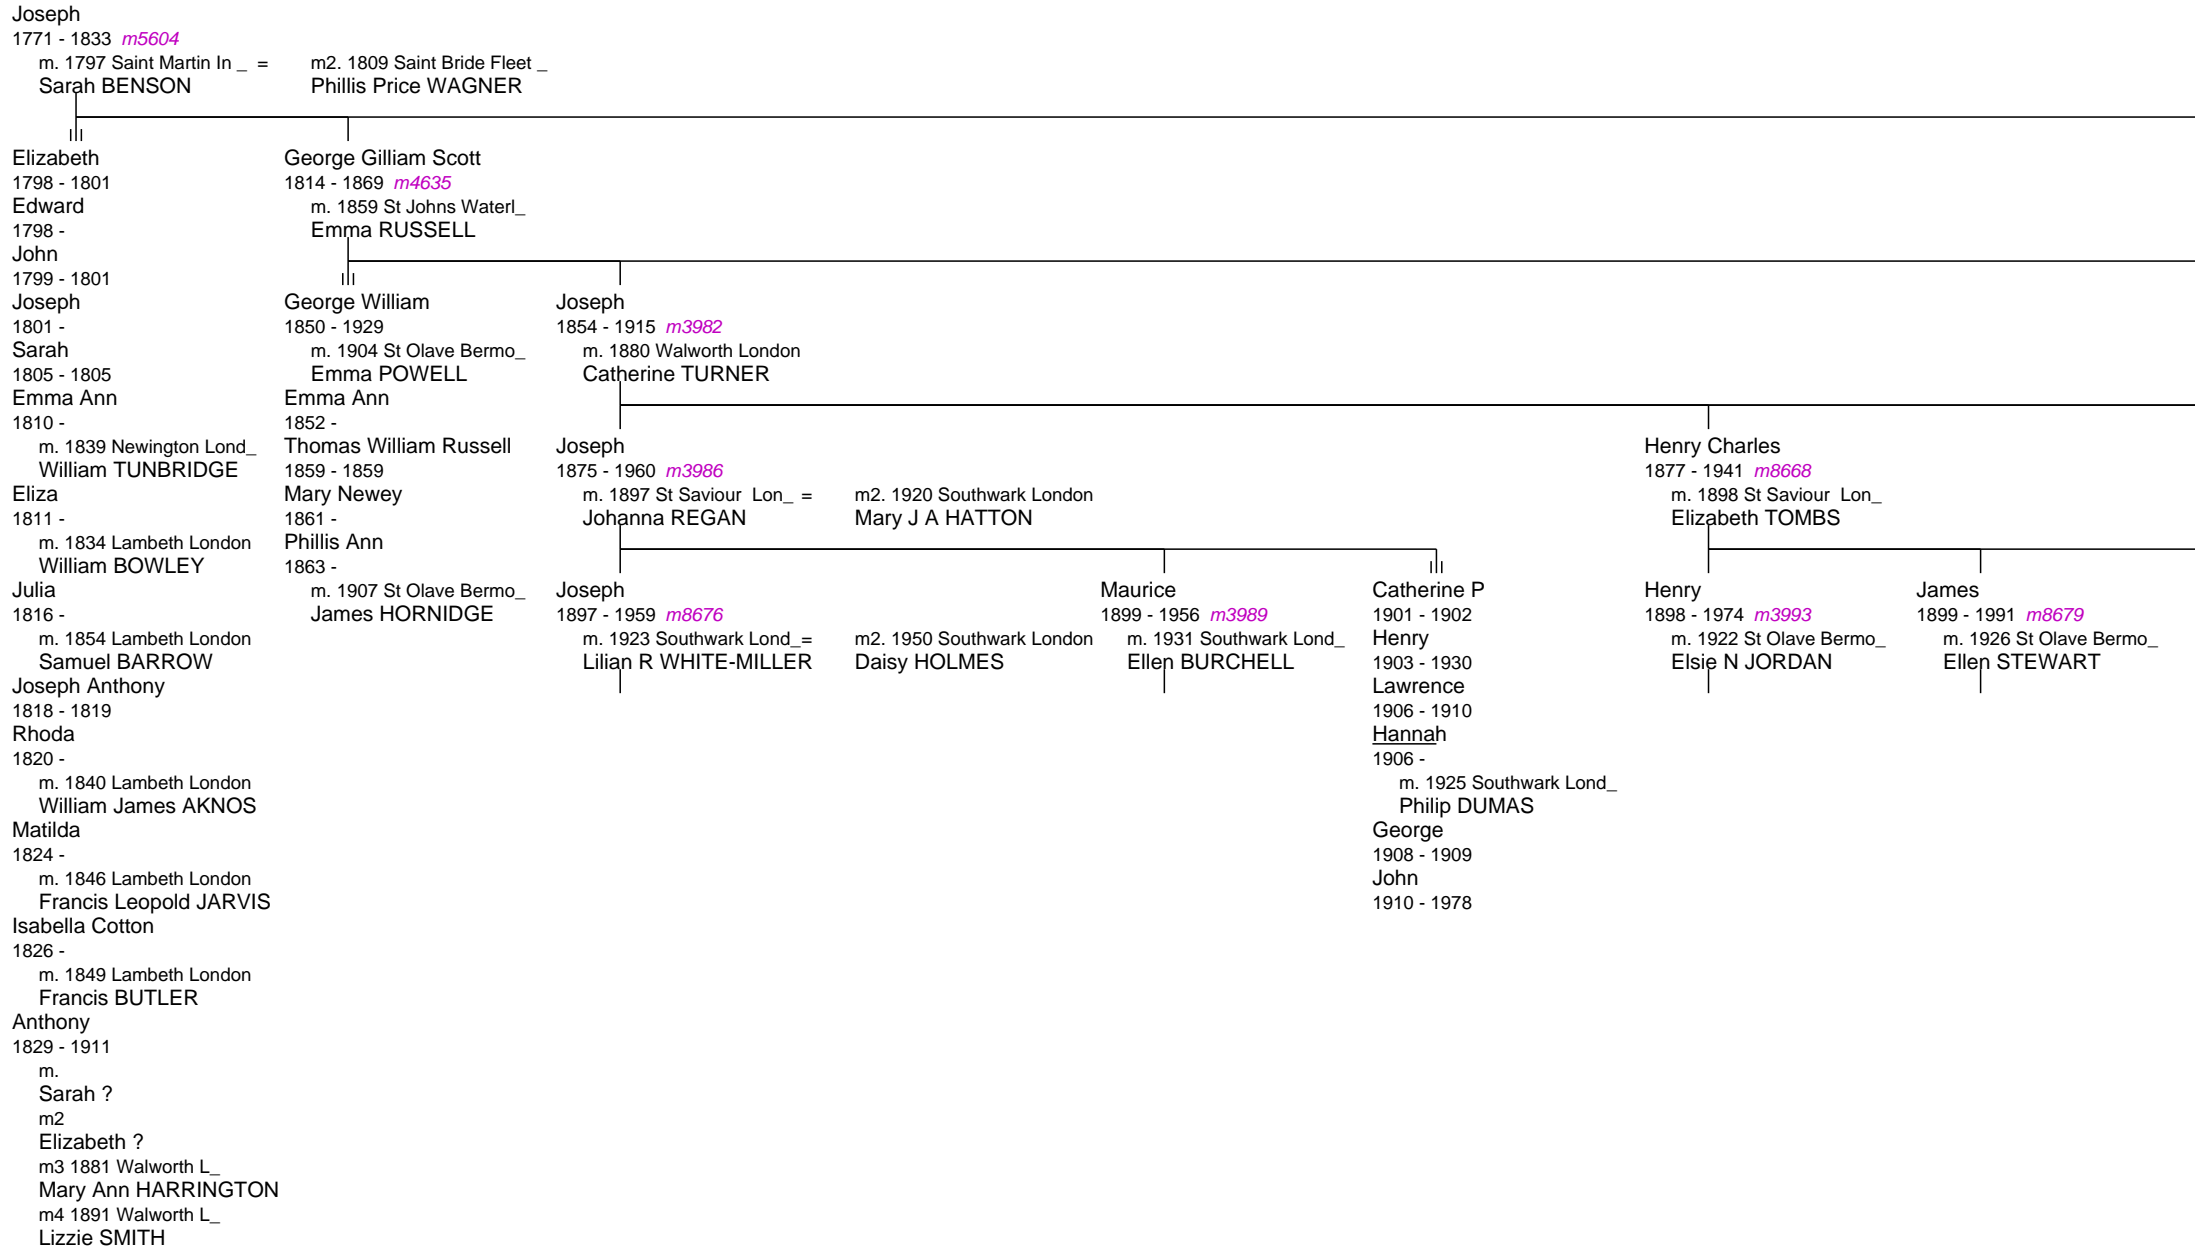 Joseph
1771 - 1833 m5604
m. 1797 Saint Martin In _ =
Sarah BENSON
m2. 1809 Saint Bride Fleet _
Phillis Price WAGNER
Elizabeth
1798 - 1801
Edward
1798 -
John
1799 - 1801
Joseph
1801 -
Sarah
1805 - 1805
Emma Ann
1810 -
m. 1839 Newington Lond_
William TUNBRIDGE
Eliza
1811 -
m. 1834 Lambeth London
William BOWLEY
Julia
1816 -
m. 1854 Lambeth London
Samuel BARROW
Joseph Anthony
1818 - 1819
Rhoda
1820 -
m. 1840 Lambeth London
William James AKNOS
Matilda
1824 -
m. 1846 Lambeth London
Francis Leopold JARVIS
Isabella Cotton
1826 -
m. 1849 Lambeth London
Francis BUTLER
Anthony
1829 - 1911
m.
Sarah ?
m2
Elizabeth ?
m3 1881 Walworth L_
Mary Ann HARRINGTON
m4 1891 Walworth L_
Lizzie SMITH
George Gilliam Scott
1814 - 1869 m4635
m. 1859 St Johns Waterl_
Emma RUSSELL
George William
1850 - 1929
m. 1904 St Olave Bermo_
Emma POWELL
Emma Ann
1852 -
Thomas William Russell
1859 - 1859
Mary Newey
1861 -
Phillis Ann
1863 -
m. 1907 St Olave Bermo_
James HORNIDGE
Joseph
1854 - 1915 m3982
m. 1880 Walworth London
Catherine TURNER
Joseph
1875 - 1960 m3986
m. 1897 St Saviour Lon_ =
Johanna REGAN
m2. 1920 Southwark London
Mary J A HATTON
Joseph
1897 - 1959 m8676
m. 1923 Southwark Lond_=
Lilian R WHITE-MILLER
m2. 1950 Southwark London
Daisy HOLMES
Maurice
1899 - 1956 m3989
m. 1931 Southwark Lond_
Ellen BURCHELL
Catherine P
1901 - 1902
Henry
1903 - 1930
Lawrence
1906 - 1910
Hannah
1906 -
m. 1925 Southwark Lond_
Philip DUMAS
George
1908 - 1909
John
1910 - 1978
Henry Charles
1877 - 1941 m8668
m. 1898 St Saviour Lon_
Elizabeth TOMBS
Henry
1898 - 1974 m3993
m. 1922 St Olave Bermo_
Elsie N JORDAN
James
1899 - 1991 m8679
m. 1926 St Olave Bermo_
Ellen STEWART